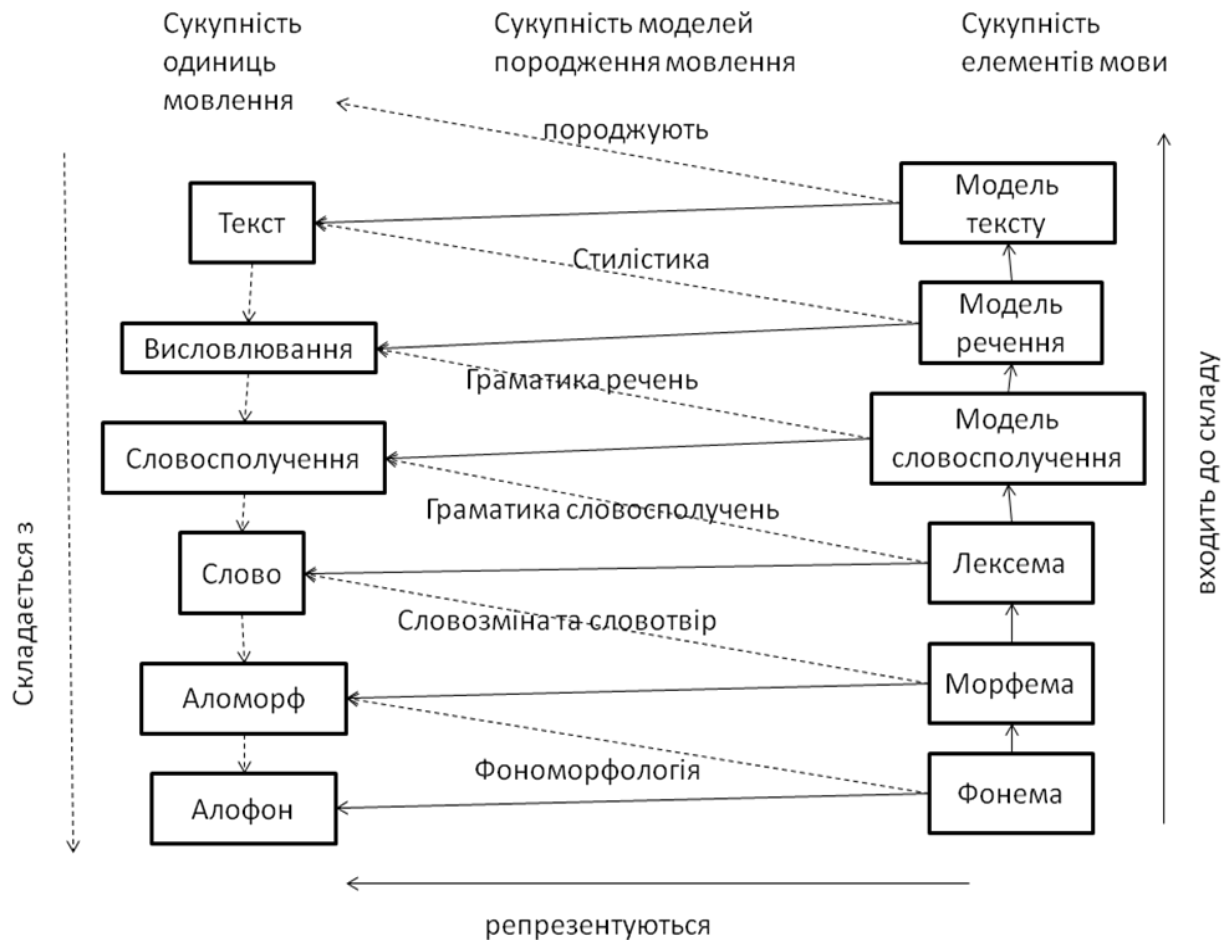 Сукупність
одиниць
мовлення
Сукупність моделей
породження мовлення
Сукупність
елементів мови
породжують
Модель
тексту
Текст
Стилістика
Модель
речення
Висловлювання
Граматика речень
Модель
словосполучення
Словосполучення
Граматика словосполучень
Лексема
Слово
Словозміна та словотвір
Морфема
Аломорф
Фономорфологія
Фонема
Алофон
Складається з
входить до складу
репрезентуються